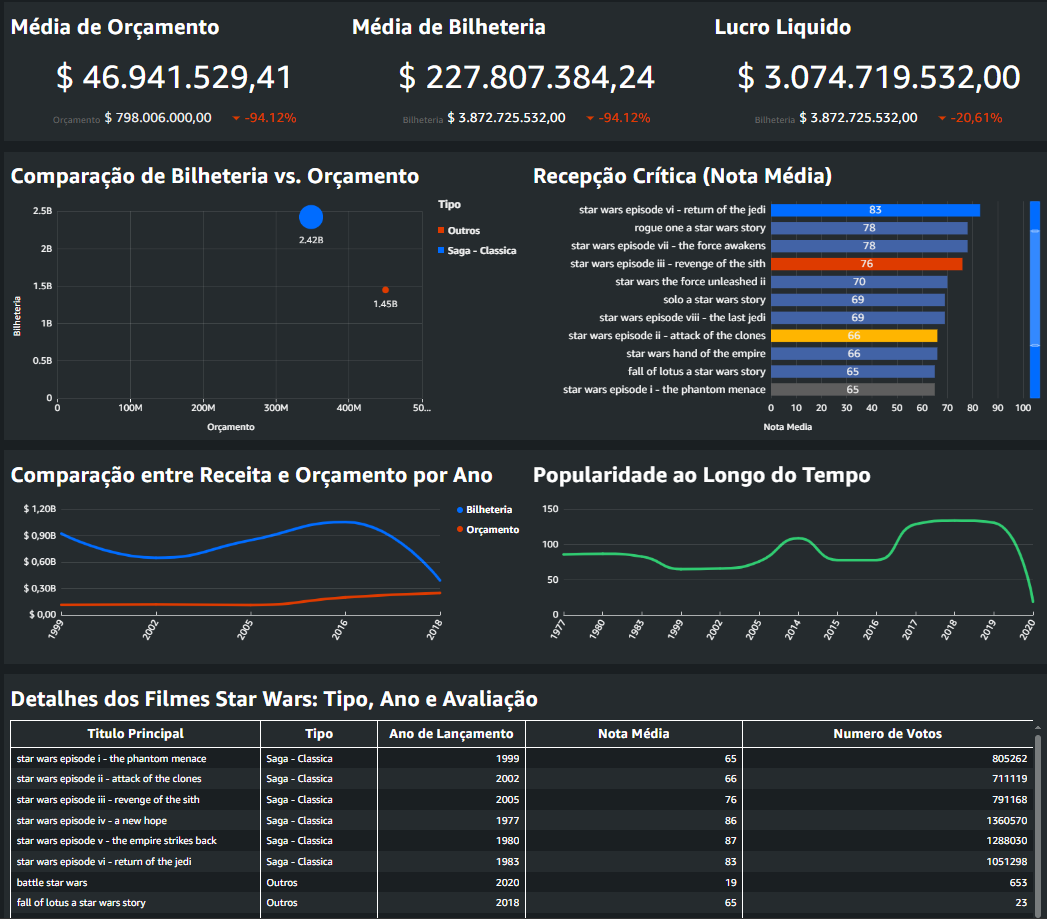 Média de Orçamento
$ 46.941.529,41
Orçamento $ 798.006.000,00 -94.12%
Média de Bilheteria
$ 227.807.384,24
Bilheteria $ 3.872.725.532,00 -94.12%
Lucro Liquido
$ 3.074.719.532,00
Bilheteria $ 3.872.725.532,00 -20,61%
Comparação de Bilheteria vs. Orçamento
Bilheteria
2.5B
2B
1.5B
1B
0.5B
0
2.42B
1.45B
0 100M 200M 300M 400M 50...
Orçamento
Tipo
Outros
Saga - Classica
Recepção Crítica (Nota Média)
star wars episode vi - return of the jedi 83
rogue one a star wars story 78
star wars episode vii - the force awakens 78
star wars episode iii - revenge of the sith 76
star wars the force unleashed ii 70
solo a star wars story 69
star wars episode viii - the last jedi 69
star wars episode ii - attack of the clones 66
star wars hand of the empire 66
fall of lotus a star wars story 65
star wars episode i - the phantom menace 65
0 10 20 30 40 50 60 70 80 90 100
Nota Media
Comparação entre Receita e Orçamento por Ano
$ 1,20B
$ 0,90B
$ 0,60B
$ 0,30B
$ 0,00
1999 2002 2005 2016 2018
Bilheteria
Orçamento
Popularidade ao Longo do Tempo
150
100
50
0
1977 1980 1983 1999 2002 2005 2014 2015 2016 2017 2018 2019 2020
Detalhes dos Filmes Star Wars: Tipo, Ano e Avaliação
Titulo Principal Tipo Ano de Lançamento Nota Média Numero de Votos
star wars episode i - the phantom menace Saga - Classica 1999 65 805262
star wars episode ii - attack of the clones Saga - Classica 2002 66 711119
star wars episode iii - revenge of the sith Saga - Classica 2005 76 791168
star wars episode iv - a new hope Saga - Classica 1977 86 1360570
star wars episode v - the empire strikes back Saga - Classica 1980 87 1288030
star wars episode vi - return of the jedi Saga - Classica 1983 83 1051298
battle star wars Outros 2020 19 653
fall of lotus a star wars story Outros 2018 65 23